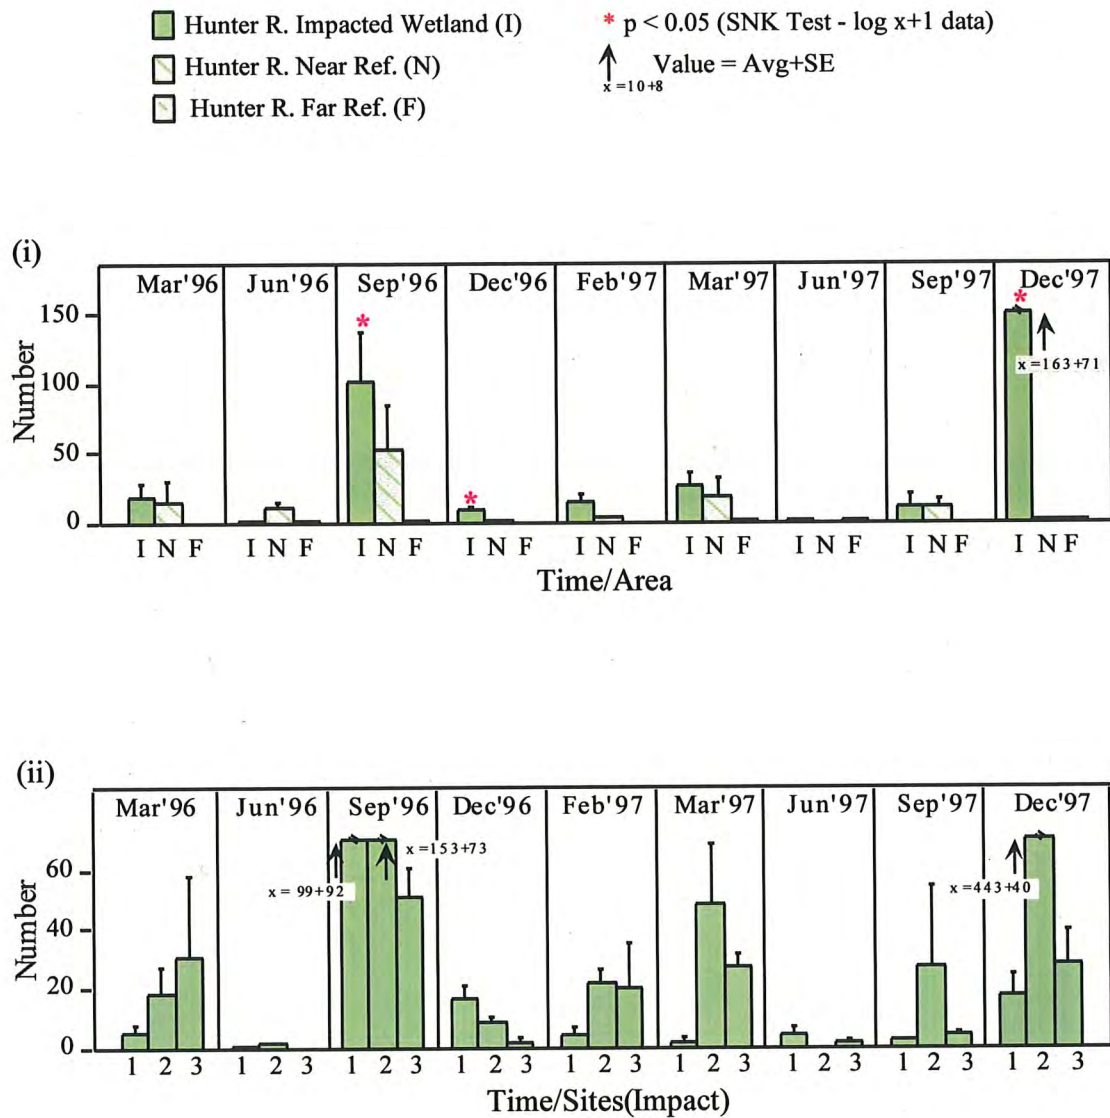 Hunter R. Impacted Wetland (I)
Hunter R. Near Ref. (N)
Hunter R. Far Ref. (F)
* p < 0.05 (SNK Test - log x+1 data)
Value = Avg+SE
x =10+8
(i)
Mar'96 Jun'96 Sep'96 Dec'96 Feb'97 Mar'97 Jun'97 Sep'97 Dec'97
* * *
x =163+71
Number
150
100
50
0
I N F I N F I N F I N F I N F I N F I N F I N F I N F
Time/Area
(ii)
Mar'96 Jun'96 Sep'96 Dec'96 Feb'97 Mar'97 Jun'97 Sep'97 Dec'97
x =153+73
x = 99+92
x =443+40
Number
60
40
20
0
1 2 3 1 2 3 1 2 3 1 2 3 1 2 3 1 2 3 1 2 3 1 2 3 1 2 3
Time/Sites(Impact)